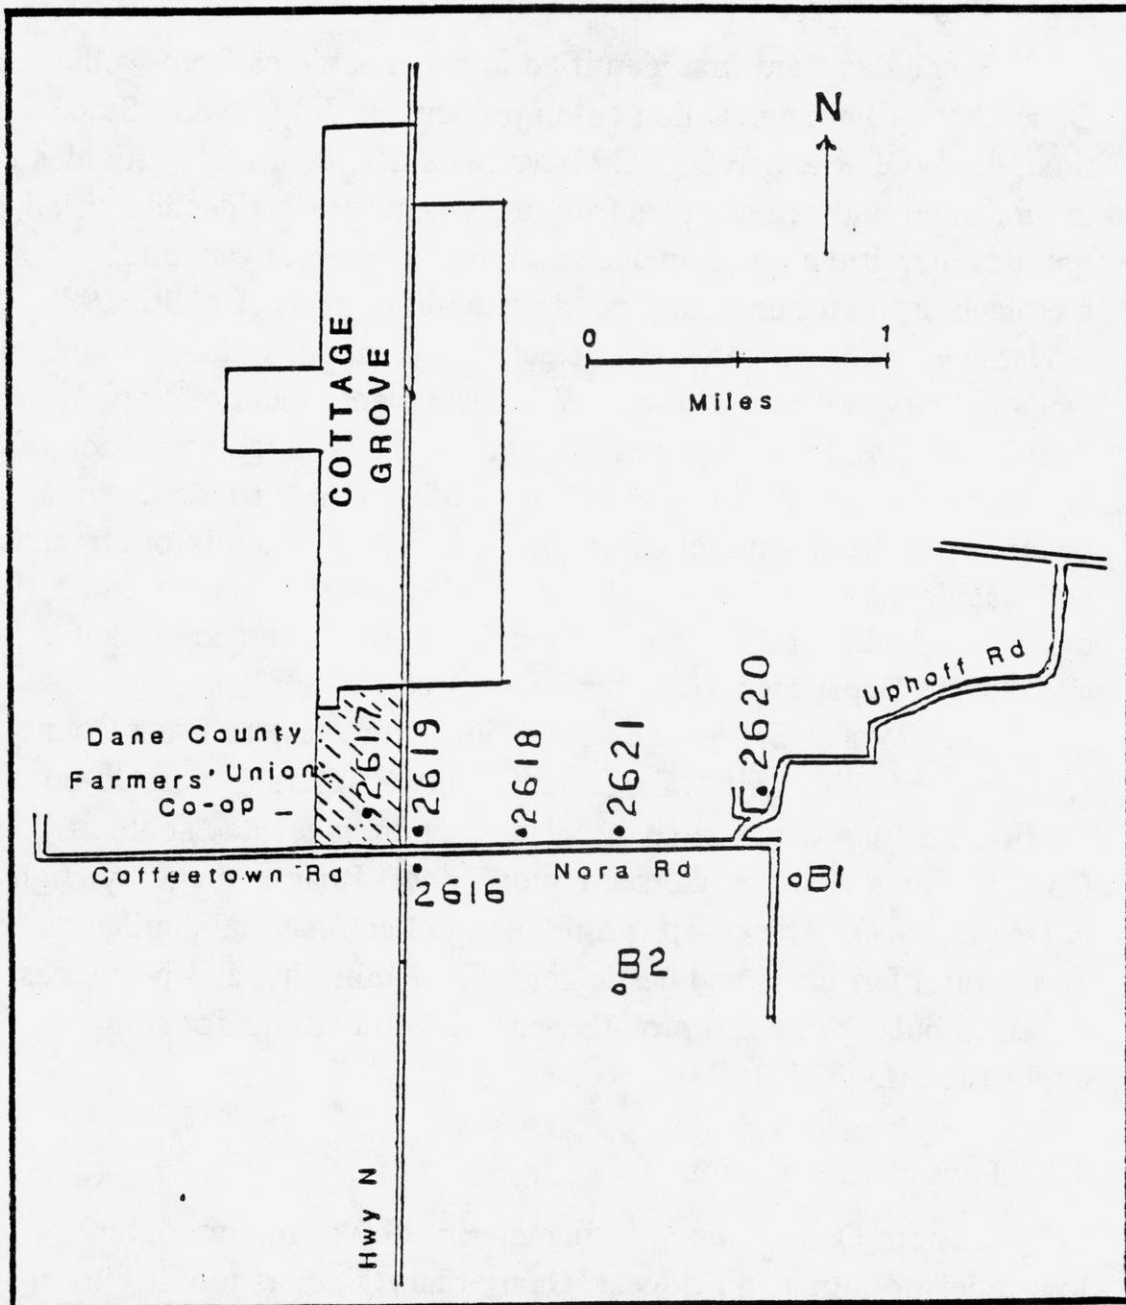 N
0 1
Miles
COTTAGE
GROVE
Uphoff Rd
Dane County
Farmers' Union
Co-op
2617
2619
2618
2621
2620
Coffeetown Rd
Nora Rd
2616
B1
B2
Hwy N